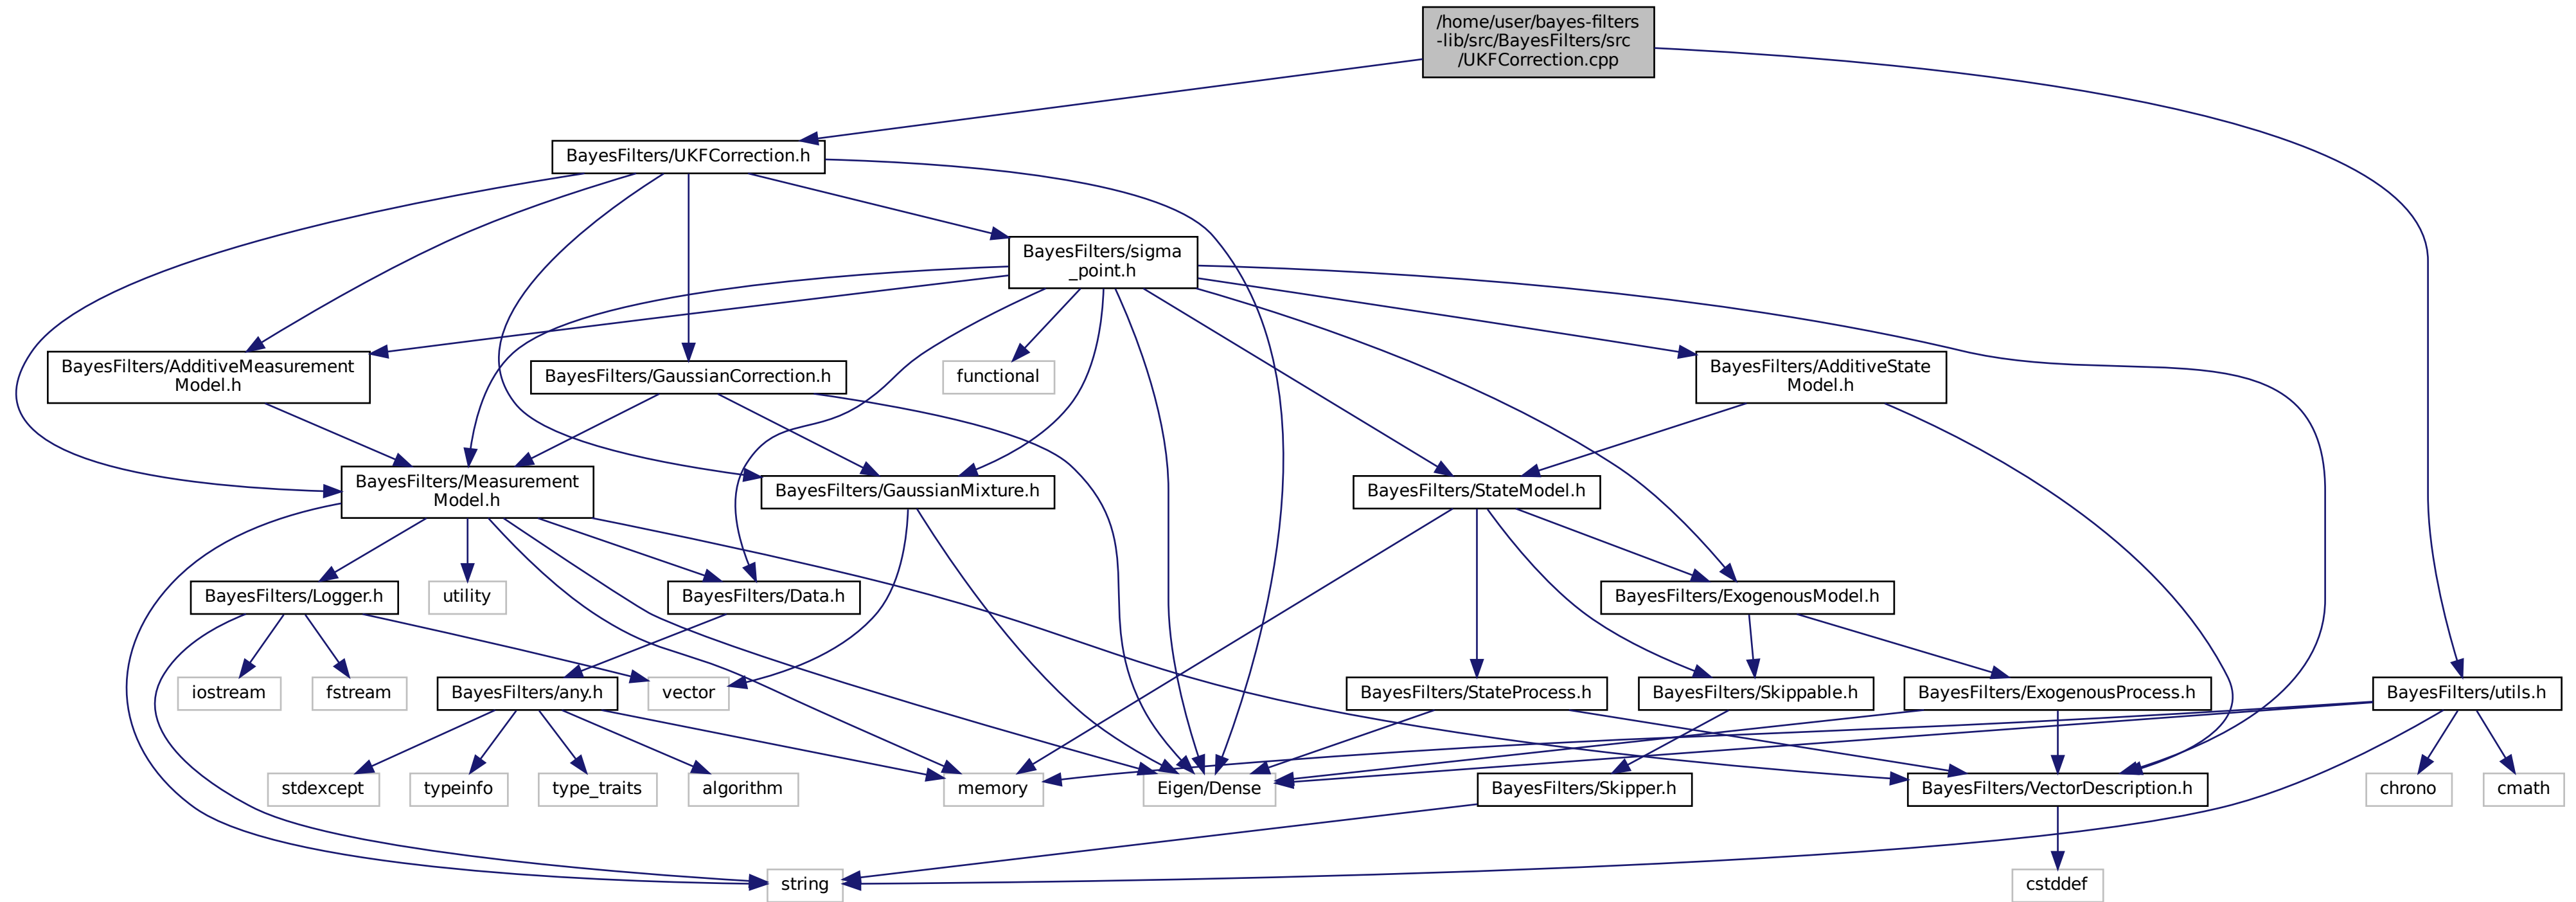 /home/user/bayes-filters
-lib/src/BayesFilters/src
/UKFCorrection.cpp
BayesFilters/UKFCorrection.h
BayesFilters/sigma
_point.h
BayesFilters/AdditiveMeasurement
Model.h
BayesFilters/GaussianCorrection.h
functional
BayesFilters/AdditiveState
Model.h
BayesFilters/Measurement
Model.h
BayesFilters/GaussianMixture.h
BayesFilters/StateModel.h
BayesFilters/Logger.h
utility
BayesFilters/Data.h
BayesFilters/ExogenousModel.h
iostream
fstream
BayesFilters/any.h
vector
BayesFilters/StateProcess.h
BayesFilters/Skippable.h
BayesFilters/ExogenousProcess.h
BayesFilters/utils.h
stdexcept
typeinfo
type_traits
algorithm
memory
Eigen/Dense
BayesFilters/Skipper.h
BayesFilters/VectorDescription.h
chrono
cmath
string
cstddef